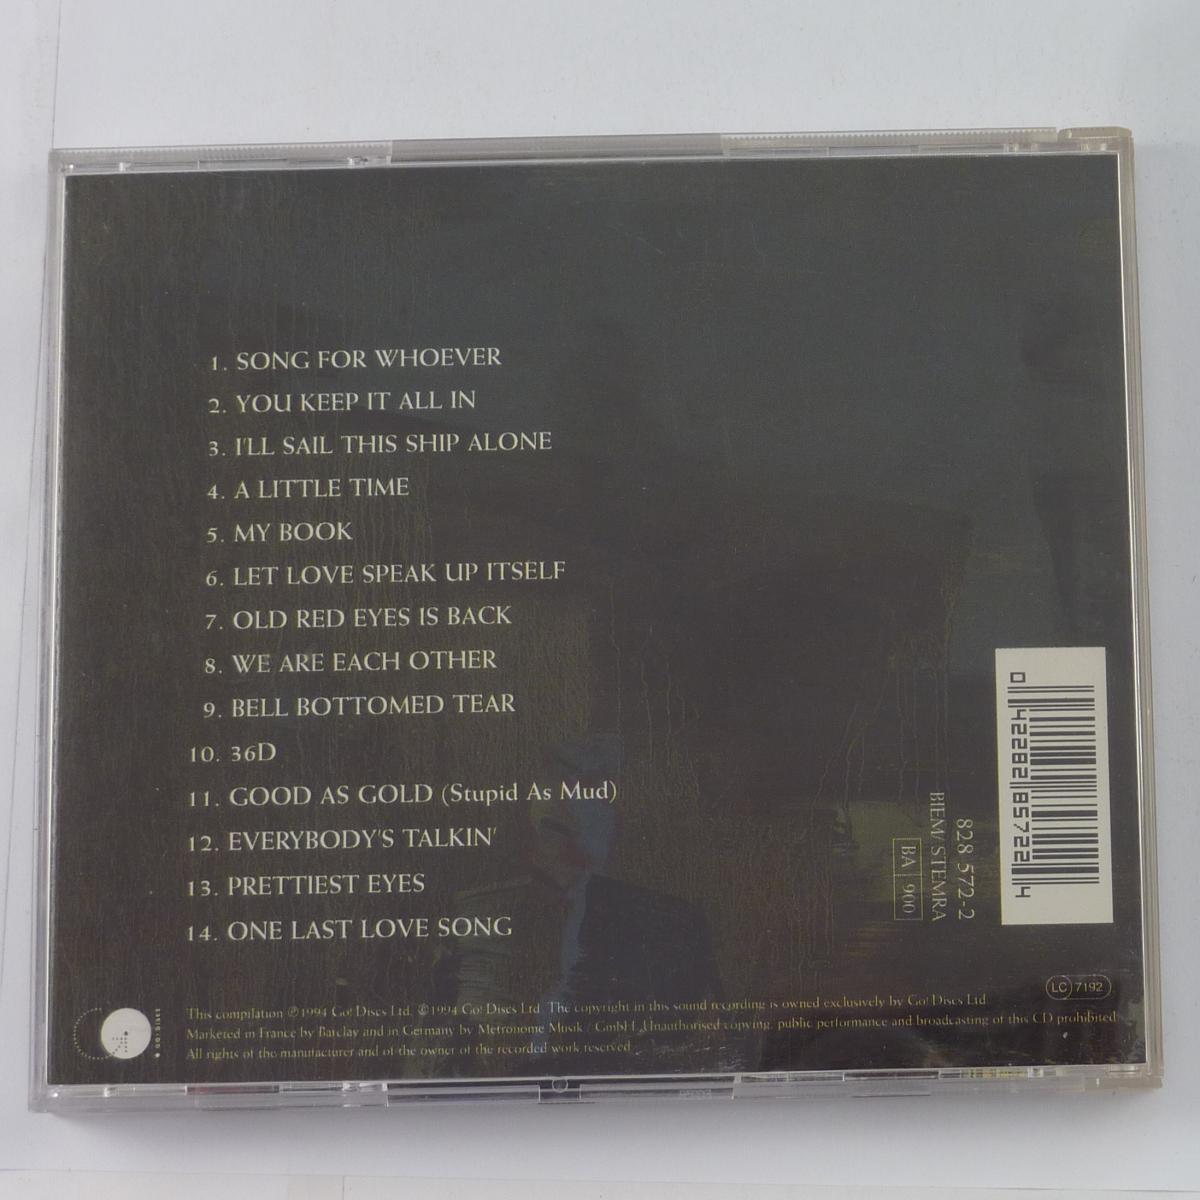 1. SONG FOR WHOEVER
2. YOU KEEP IT ALL IN
3. I'LL SAIL THIS SHIP ALONE
4. A LITTLE TIME
5. MY BOOK
6. LET LOVE SPEAK UP ITSELF
7. OLD RED EYES IS BACK
8. WE ARE EACH OTHER
9. BELL BOTTOMED TEAR
10. 36D
11. GOOD AS GOLD (Stupid As Mud)
12. EVERYBODY'S TALKIN'
13. PRETTIEST EYES
14. ONE LAST LOVE SONG
0 42282 85722 4
828 572-2
BIEM/STEMRA
BA 900
LC 7192
GO! DISCS
This compilation ℗1994 Go! Discs Ltd. ©1994 Go! Discs Ltd. The copyright in this sound recording is owned exclusively by Go! Discs Ltd
Marketed in France by Barclay and in Germany by Metronome Musik / GmbH. Unauthorised copying, public performance and broadcasting of this CD prohibited.
All rights of the manufacturer and of the owner of the recorded work reserved